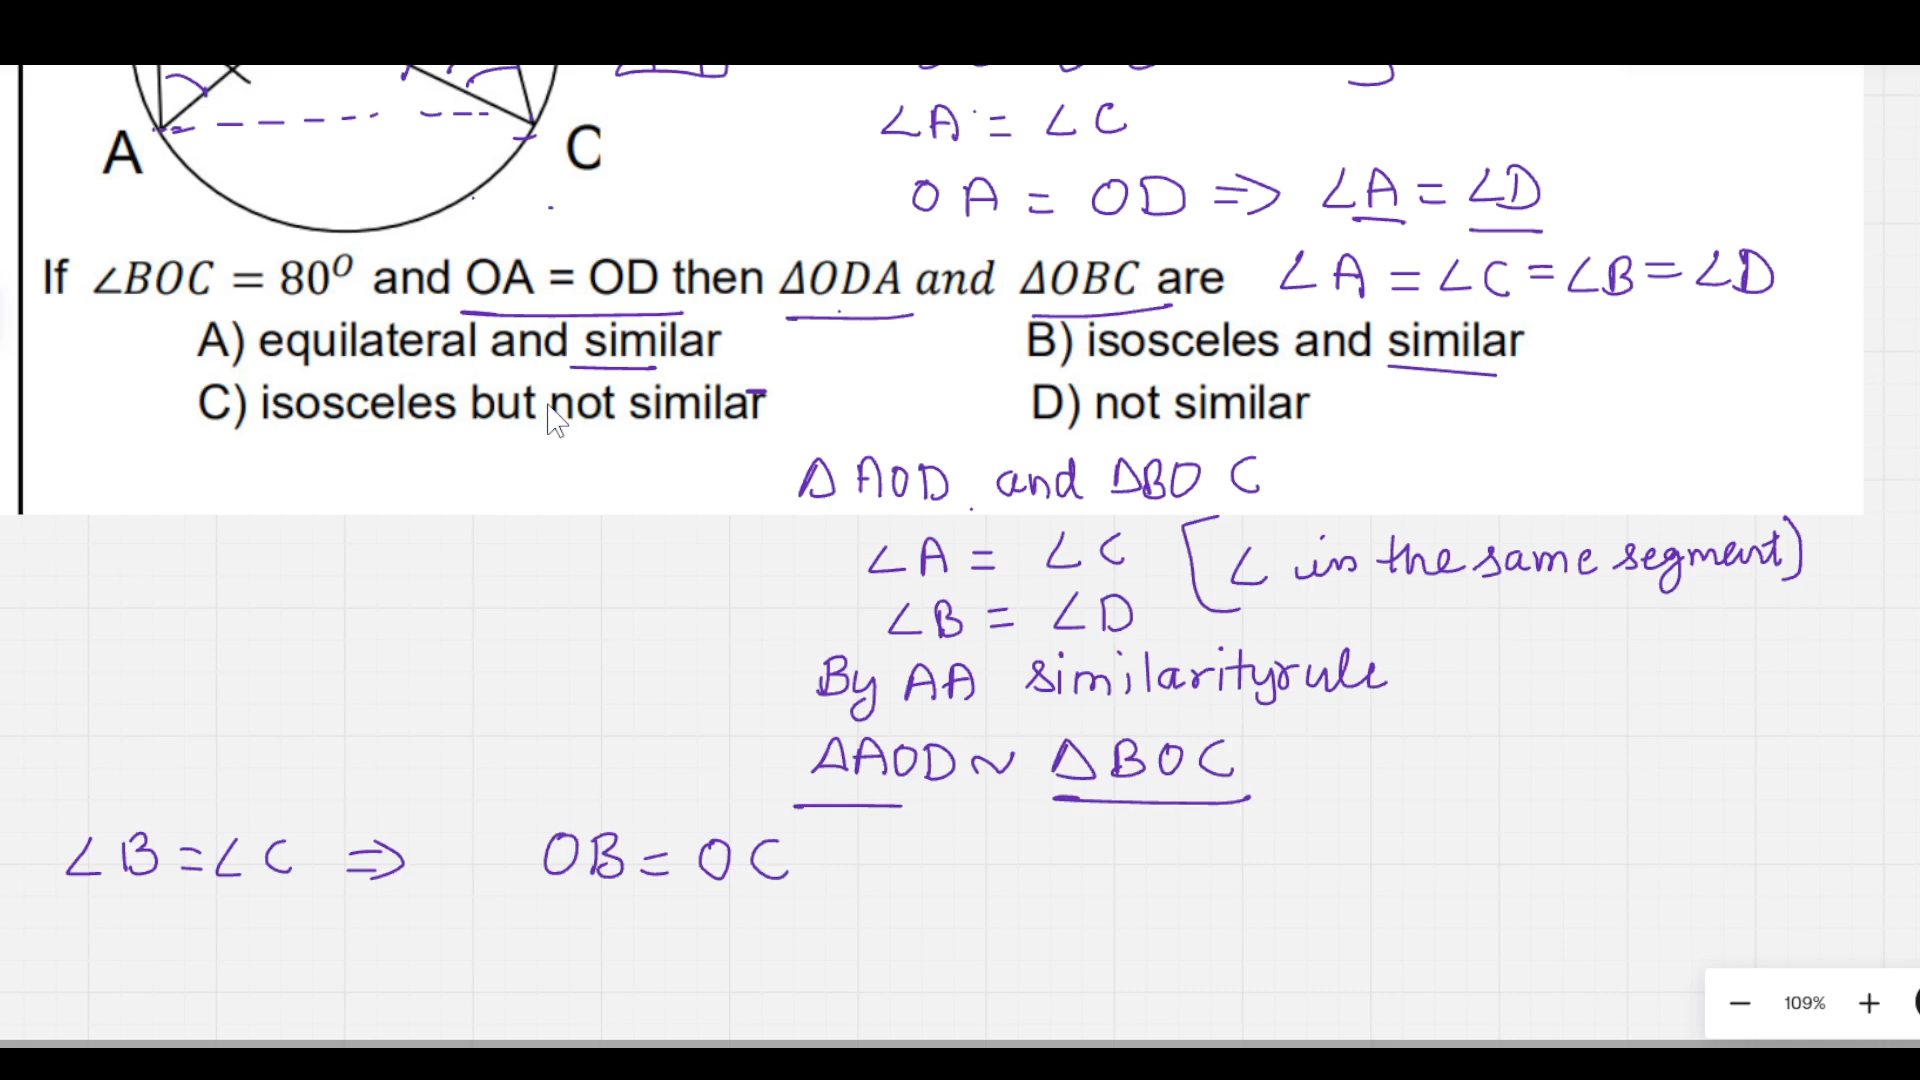 ∠A = ∠C
A C
OA = OD ⇒ ∠A = ∠D
If ∠BOC = 80⁰ and OA = OD then ΔODA and ΔOBC are
∠A = ∠C = ∠B = ∠D
A) equilateral and similar
B) isosceles and similar
C) isosceles but not similar
D) not similar
Δ AOD and ΔBOC
∠A = ∠C [∠ in the same segment)
∠B = ∠D
By AA similarity rule
ΔAOD ~ ΔBOC
∠B = ∠C ⇒ OB = OC
109%